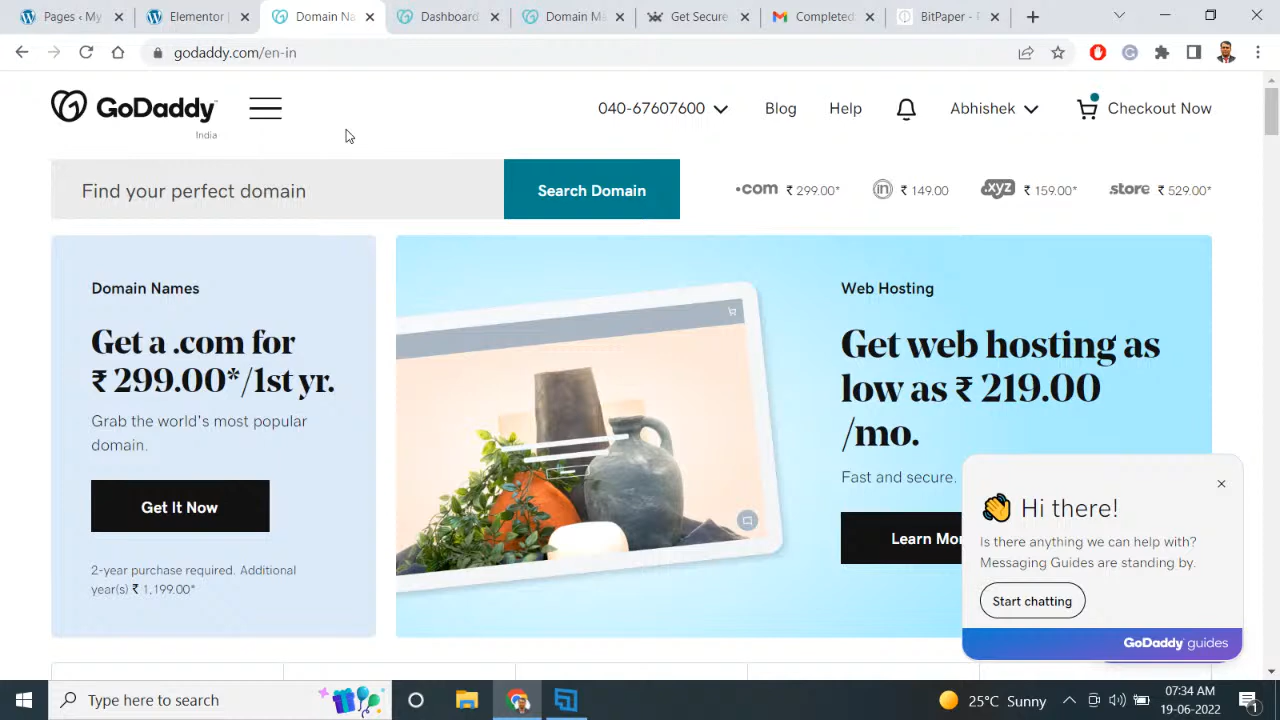 Pages ‹ My
Elementor
Domain Na
Dashboard
Domain Ma
Get Secure
Completed
BitPaper -
godaddy.com/en-in
GoDaddy
India
040-67607600
Blog
Help
Abhishek
Checkout Now
Find your perfect domain
Search Domain
.com ₹ 299.00*
in ₹ 149.00
.xyz ₹ 159.00*
.store ₹ 529.00*
Domain Names
Get a .com for
₹ 299.00*/1st yr.
Grab the world's most popular
domain.
Get It Now
2-year purchase required. Additional
year(s) ₹ 1,199.00*
Web Hosting
Get web hosting as
low as ₹ 219.00
/mo.
Fast and secure.
Learn Mo
Hi there!
Is there anything we can help with?
Messaging Guides are standing by.
Start chatting
GoDaddy guides
Type here to search
25°C Sunny
07:34 AM
19-06-2022
1